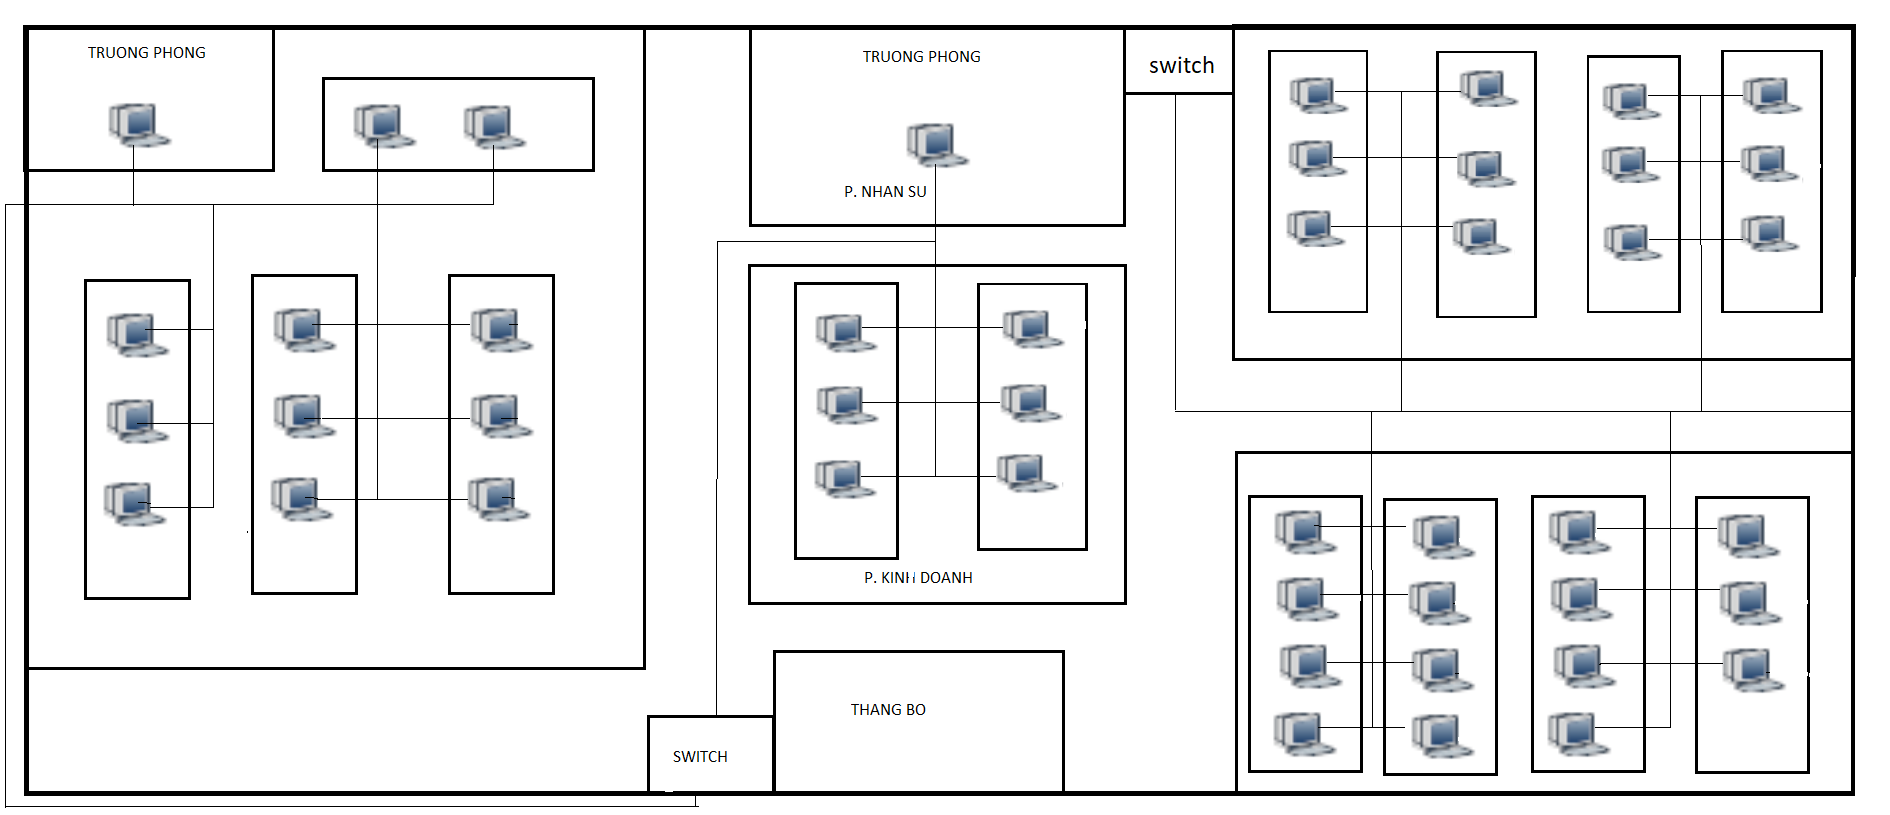 TRUONG PHONG
TRUONG PHONG
switch
P. NHAN SU
P. KINH DOANH
THANG BO
SWITCH